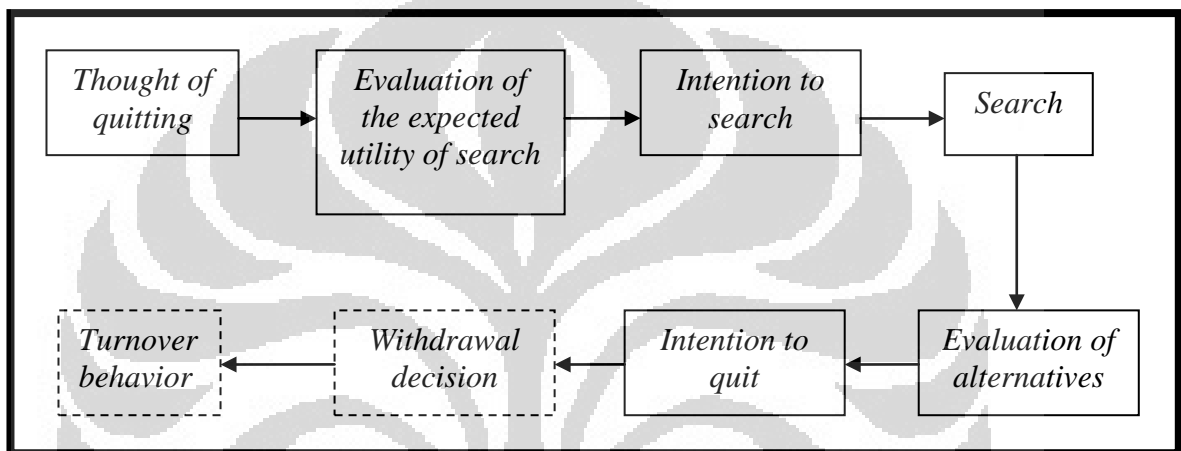 Thought of
quitting
Evaluation of
the expected
utility of search
Intention to
search
Search
Evaluation of
alternatives
Intention to
quit
Withdrawal
decision
Turnover
behavior